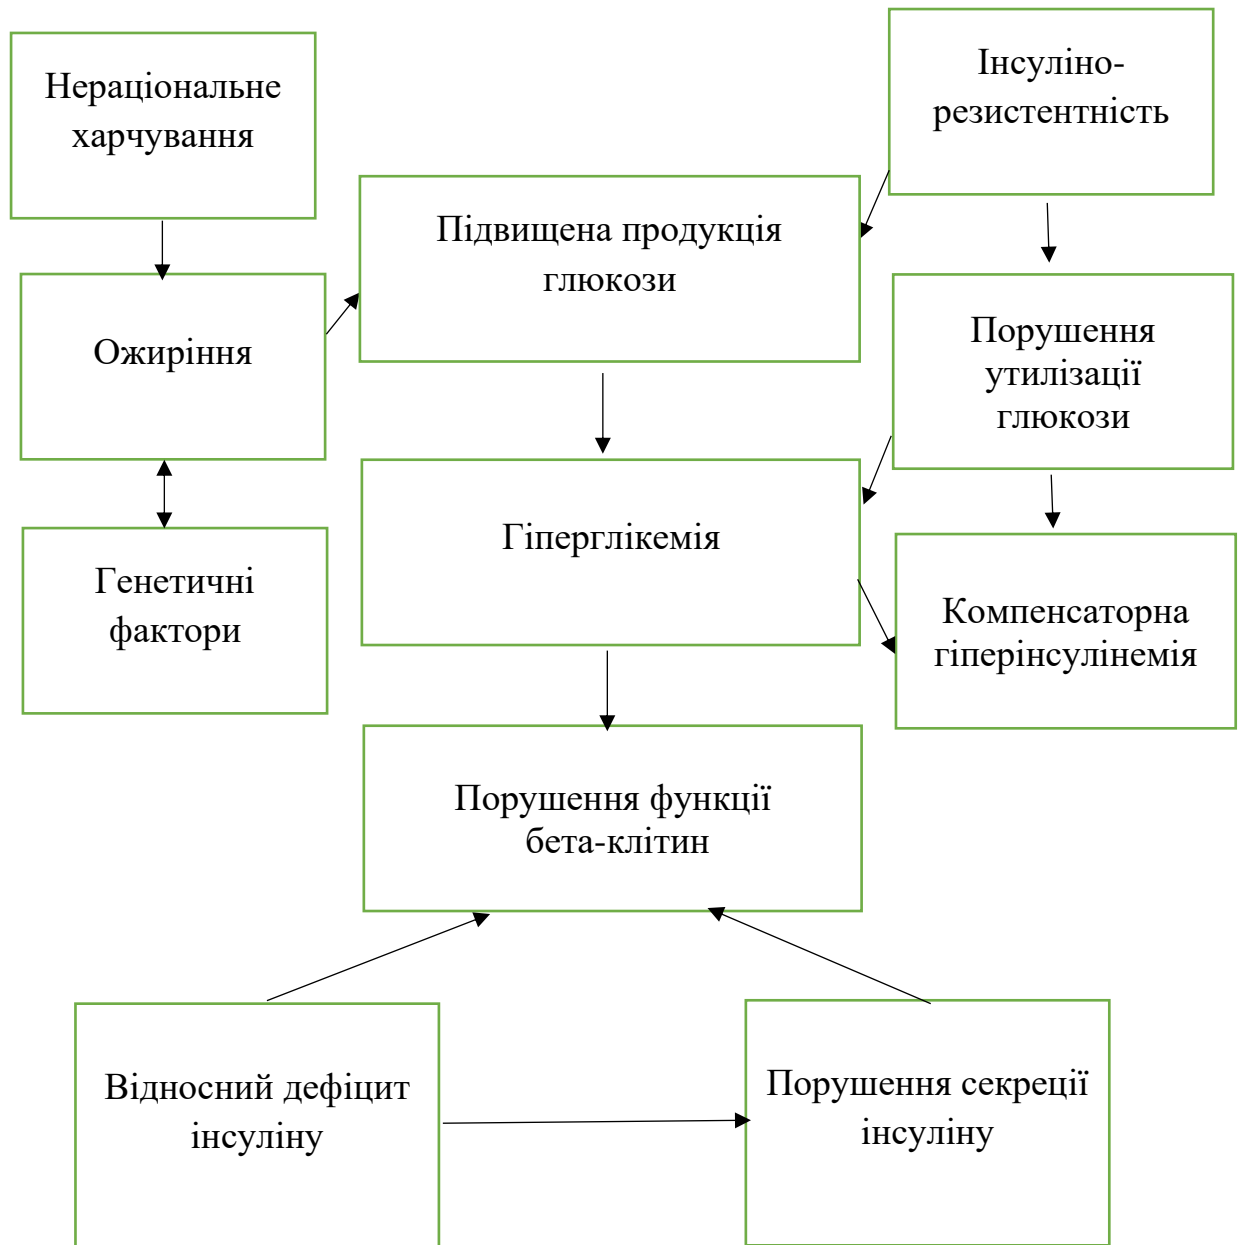 Нераціональне
харчування
Інсуліно-
резистентність
Підвищена продукція
глюкози
Ожиріння
Порушення
утилізації
глюкози
Гіперглікемія
Генетичні
фактори
Компенсаторна
гіперінсулінемія
Порушення функції
бета-клітин
Відносний дефіцит
інсуліну
Порушення секреції
інсуліну